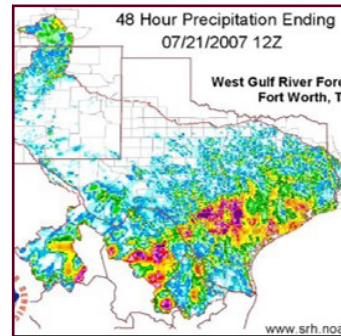 48 Hour Precipitation Ending
07/21/2007 12Z
West Gulf River Fore
Fort Worth, T
www.srh.noa